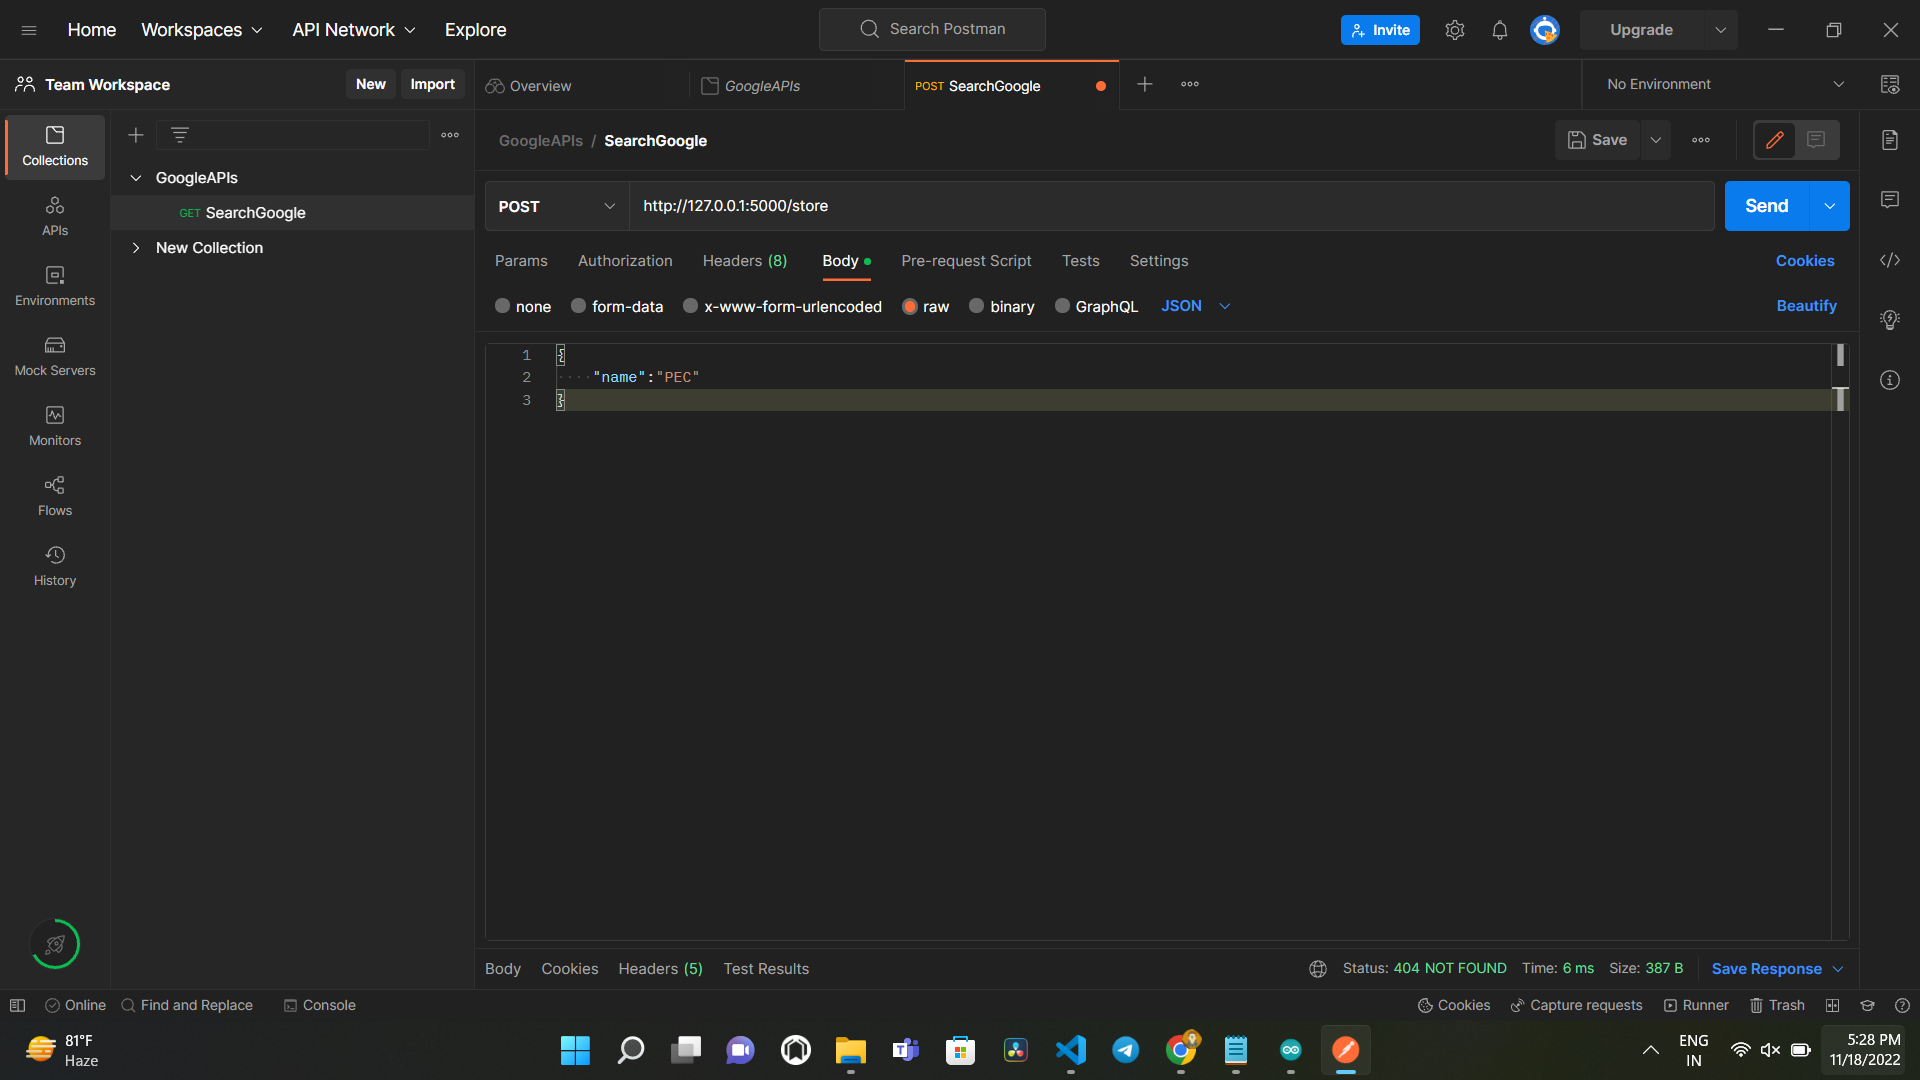 Home Workspaces API Network Explore Search Postman Invite Upgrade
Team Workspace New Import Overview GoogleAPIs POST SearchGoogle No Environment
Collections
APIs
Environments
Mock Servers
Monitors
Flows
History
GoogleAPIs
GET SearchGoogle
New Collection
GoogleAPIs / SearchGoogle Save
POST http://127.0.0.1:5000/store Send
Params Authorization Headers (8) Body Pre-request Script Tests Settings Cookies
none form-data x-www-form-urlencoded raw binary GraphQL JSON Beautify
1 {
2 "name":"PEC"
3 }
Body Cookies Headers (5) Test Results Status: 404 NOT FOUND Time: 6 ms Size: 387 B Save Response
Online Find and Replace Console Cookies Capture requests Runner Trash
81°F
Haze
ENG
IN
5:28 PM
11/18/2022